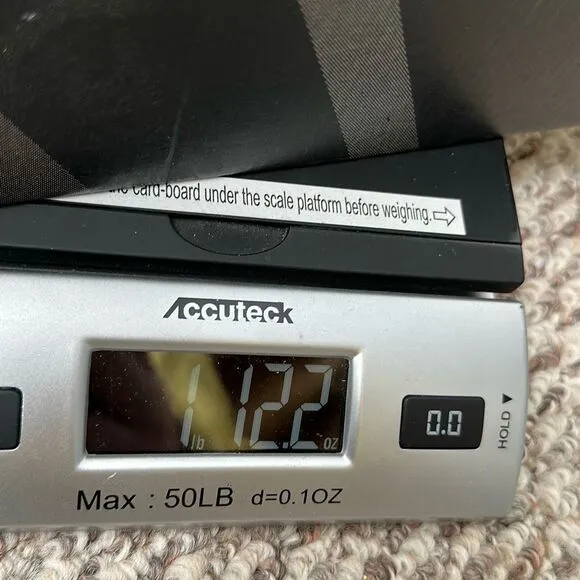 card-board under the scale platform before weighing.
Accuteck
1 lb 12.2 oz
0.0
HOLD ▼
Max : 50LB d=0.1OZ